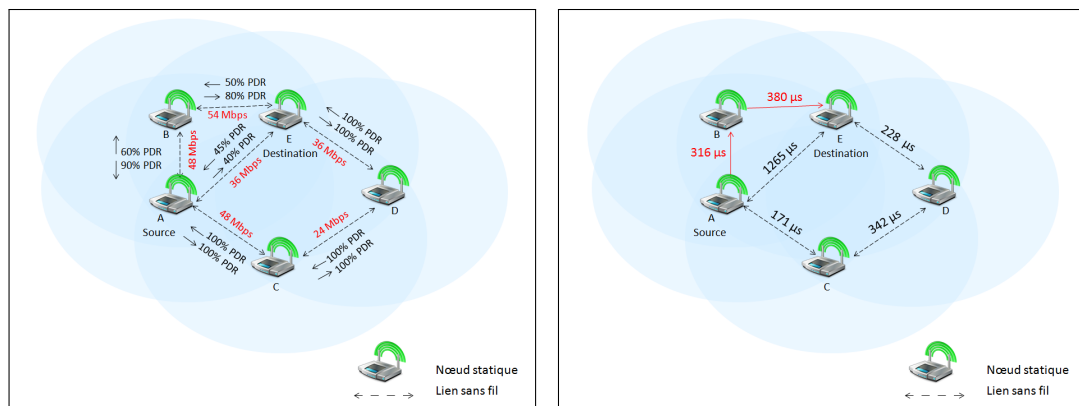 50% PDR
80% PDR
54 Mbps
B
E
Destination
100% PDR
100% PDR
60% PDR
90% PDR
48 Mbps
45% PDR
40% PDR
36 Mbps
36 Mbps
A
Source
D
48 Mbps
24 Mbps
100% PDR
100% PDR
C
100% PDR
100% PDR
Nœud statique
Lien sans fil
380 µs
B
E
Destination
316 µs
1265 µs
228 µs
A
Source
D
171 µs
342 µs
C
Nœud statique
Lien sans fil